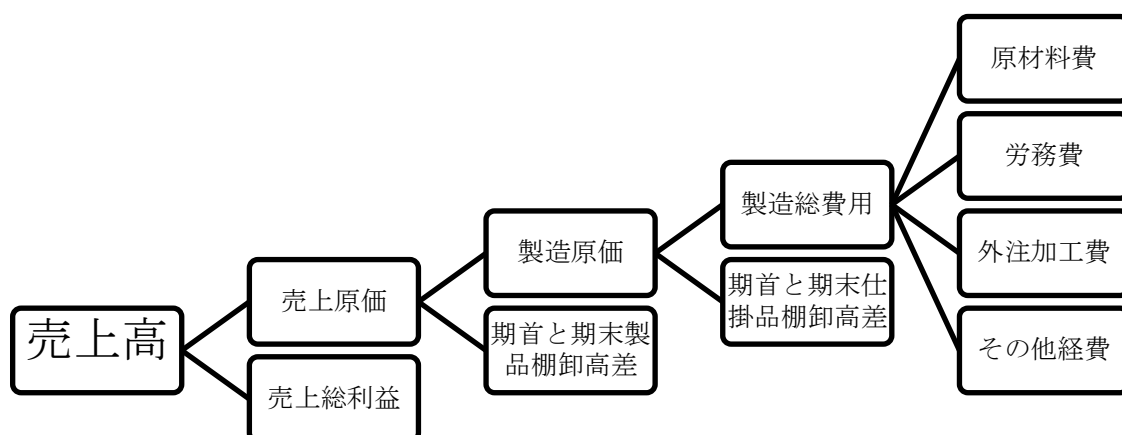 売上高
売上原価
売上総利益
製造原価
期首と期末製
品棚卸高差
製造総費用
期首と期末仕
掛品棚卸高差
原材料費
労務費
外注加工費
その他経費